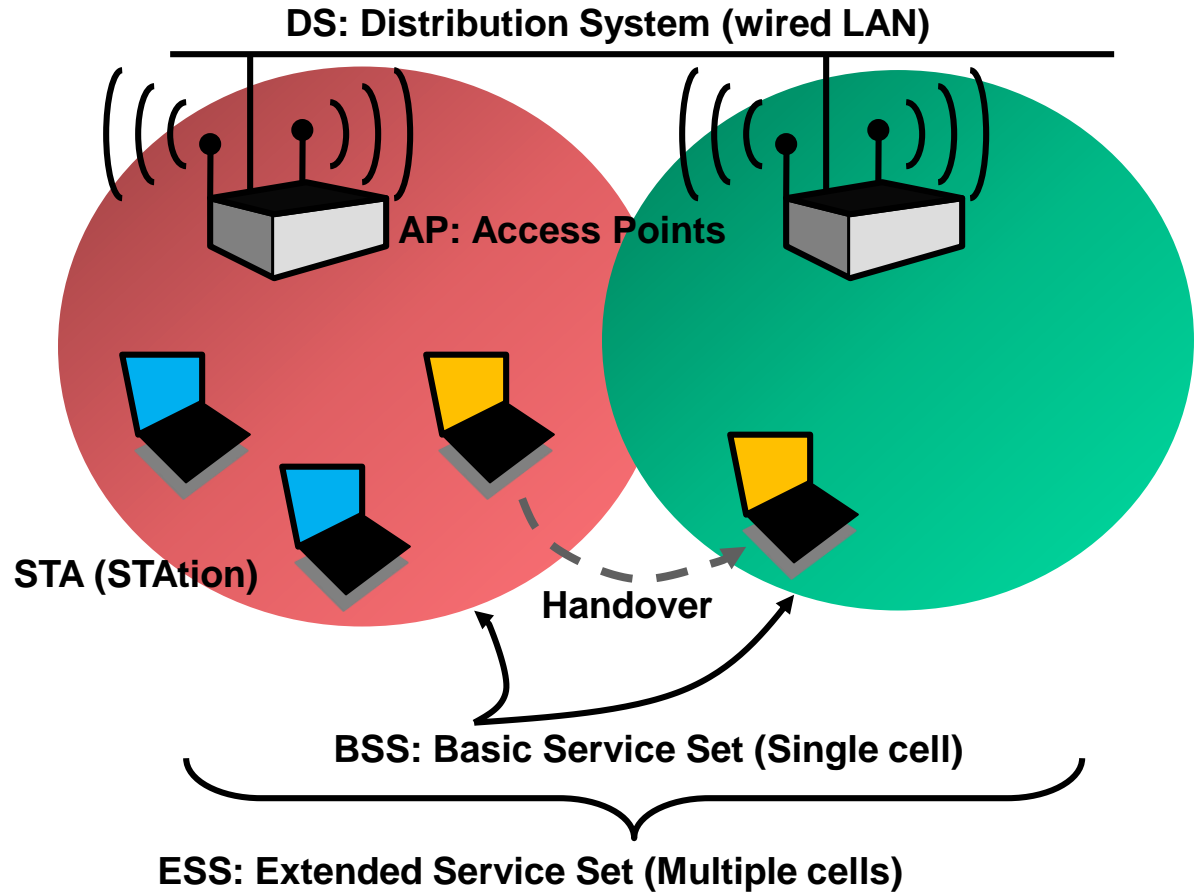 DS: Distribution System (wired LAN)
AP: Access Points
STA (STAtion)
Handover
BSS: Basic Service Set (Single cell)
ESS: Extended Service Set (Multiple cells)